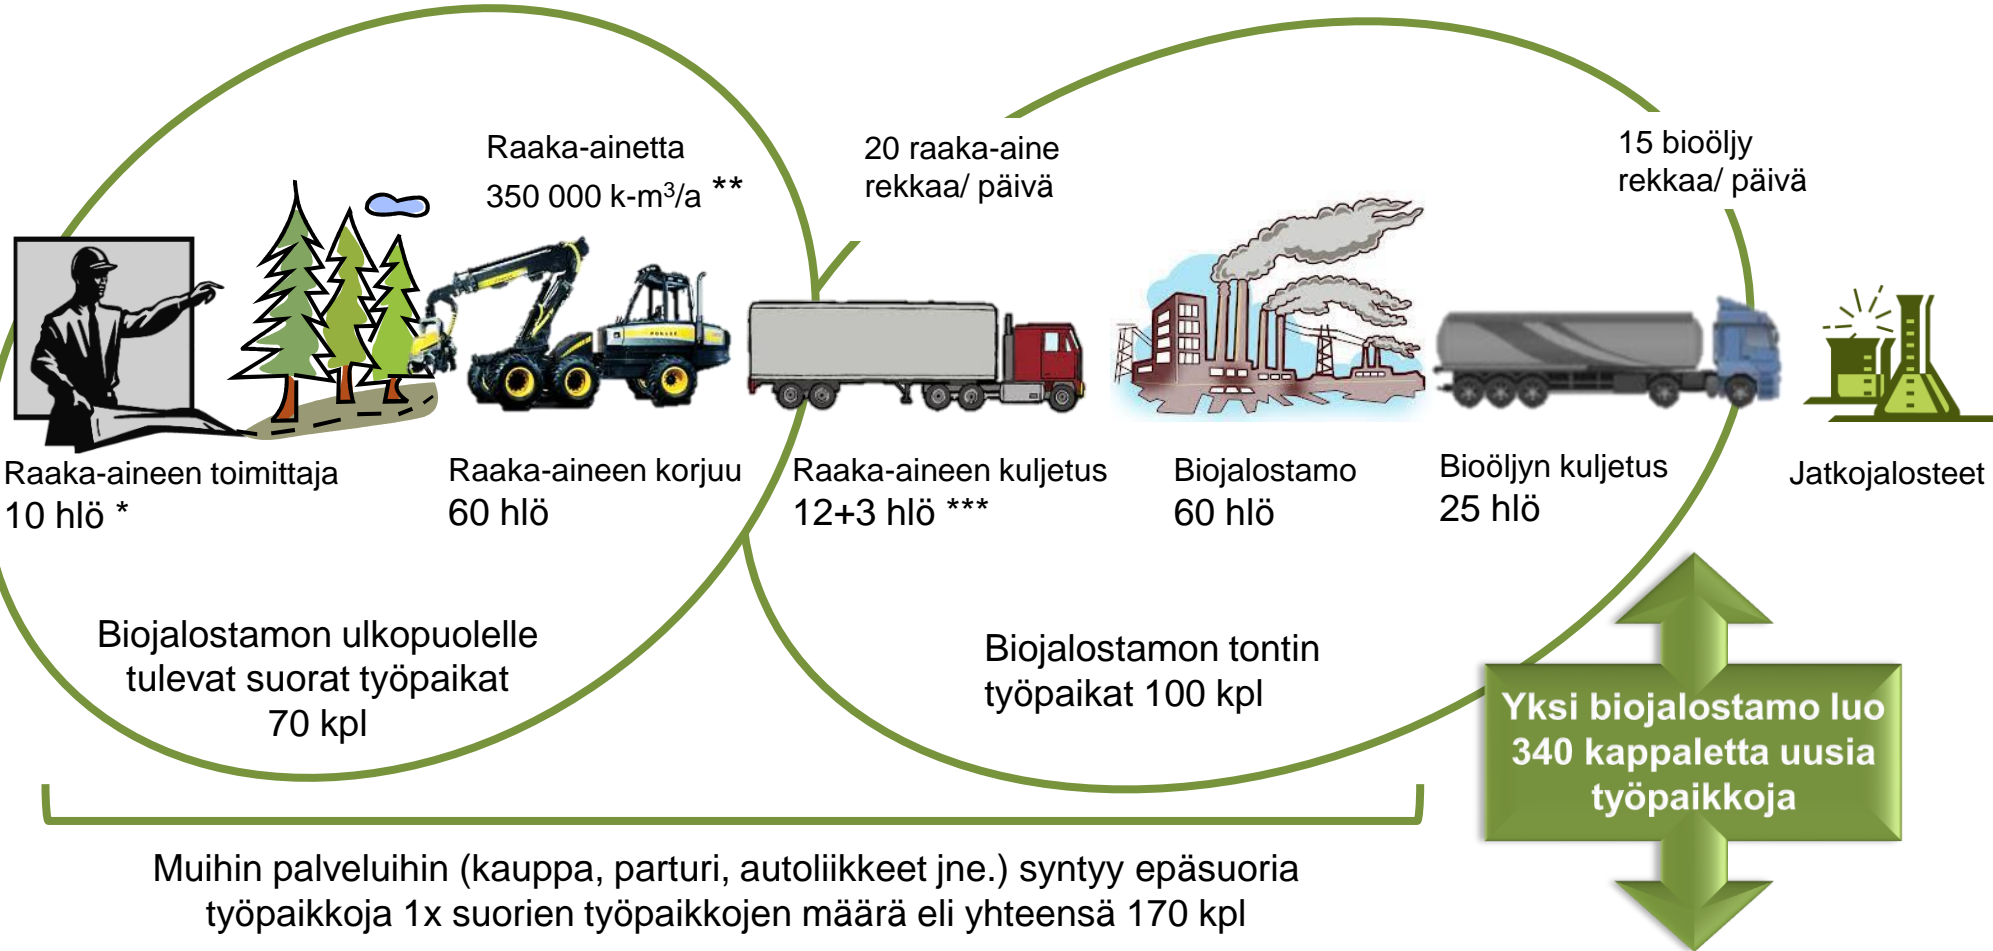 Raaka-ainetta
350 000 k-m³/a **
20 raaka-aine
rekkaa/ päivä
15 bioöljy
rekkaa/ päivä
PONSSE
Raaka-aineen toimittaja
10 hlö *
Raaka-aineen korjuu
60 hlö
Raaka-aineen kuljetus
12+3 hlö ***
Biojalostamo
60 hlö
Bioöljyn kuljetus
25 hlö
Jatkojalosteet
Biojalostamon ulkopuolelle
tulevat suorat työpaikat
70 kpl
Biojalostamon tontin
työpaikat 100 kpl
Yksi biojalostamo luo
340 kappaletta uusia
työpaikkoja
Muihin palveluihin (kauppa, parturi, autoliikkeet jne.) syntyy epäsuoria
työpaikkoja 1x suorien työpaikkojen määrä eli yhteensä 170 kpl